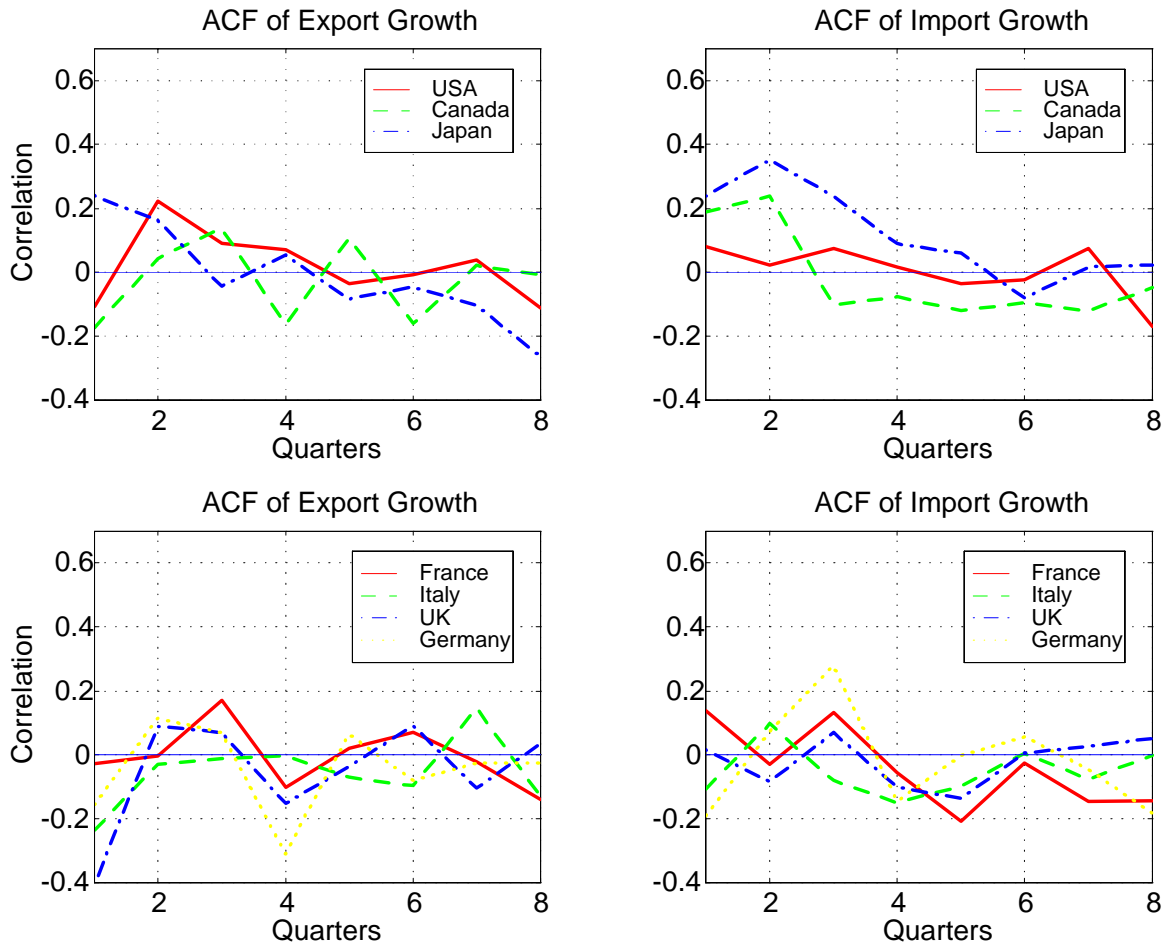 ACF of Export Growth
0.6
0.4
0.2
0
-0.2
-0.4
Correlation
USA
Canada
Japan
2
4
6
8
Quarters
ACF of Import Growth
0.6
0.4
0.2
0
-0.2
-0.4
USA
Canada
Japan
2
4
6
8
Quarters
ACF of Export Growth
0.6
0.4
0.2
0
-0.2
-0.4
Correlation
France
Italy
UK
Germany
2
4
6
8
Quarters
ACF of Import Growth
0.6
0.4
0.2
0
-0.2
-0.4
France
Italy
UK
Germany
2
4
6
8
Quarters